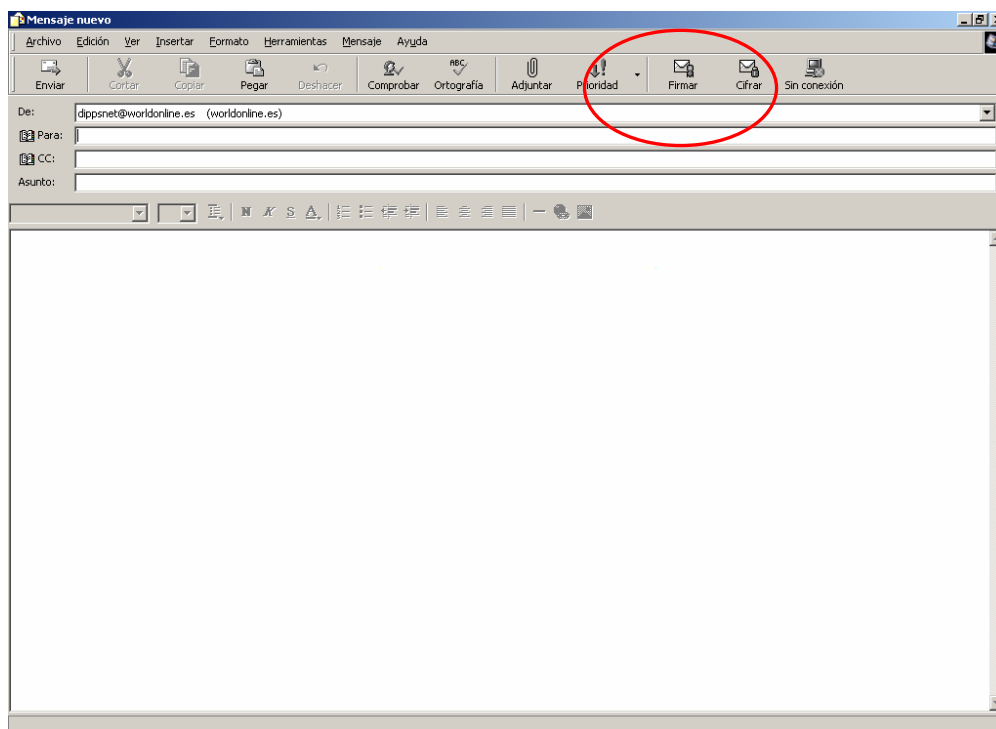 Mensaje nuevo
Archivo Edición Ver Insertar Formato Herramientas Mensaje Ayuda
Enviar Cortar Copiar Pegar Deshacer Comprobar Ortografía Adjuntar Prioridad Firmar Cifrar Sin conexión
De: dippsnet@worldonline.es (worldonline.es)
Para:
CC:
Asunto:
N K S A